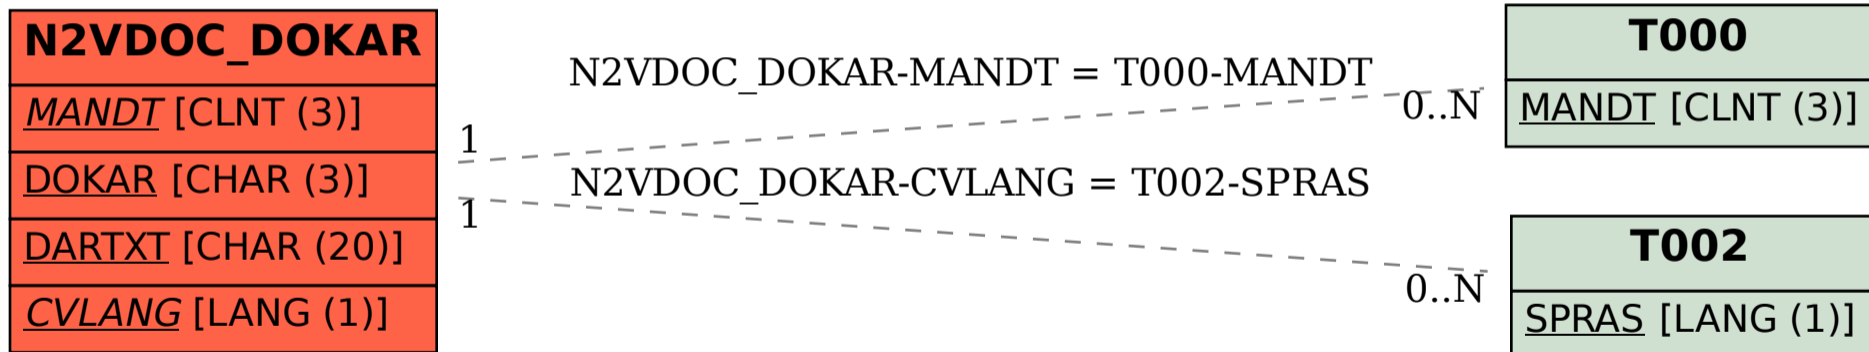 N2VDOC_DOKAR
MANDT [CLNT (3)]
DOKAR [CHAR (3)]
DARTXT [CHAR (20)]
CVLANG [LANG (1)]
N2VDOC_DOKAR-MANDT = T000-MANDT
0..N
1
N2VDOC_DOKAR-CVLANG = T002-SPRAS
1
0..N
T000
MANDT [CLNT (3)]
T002
SPRAS [LANG (1)]